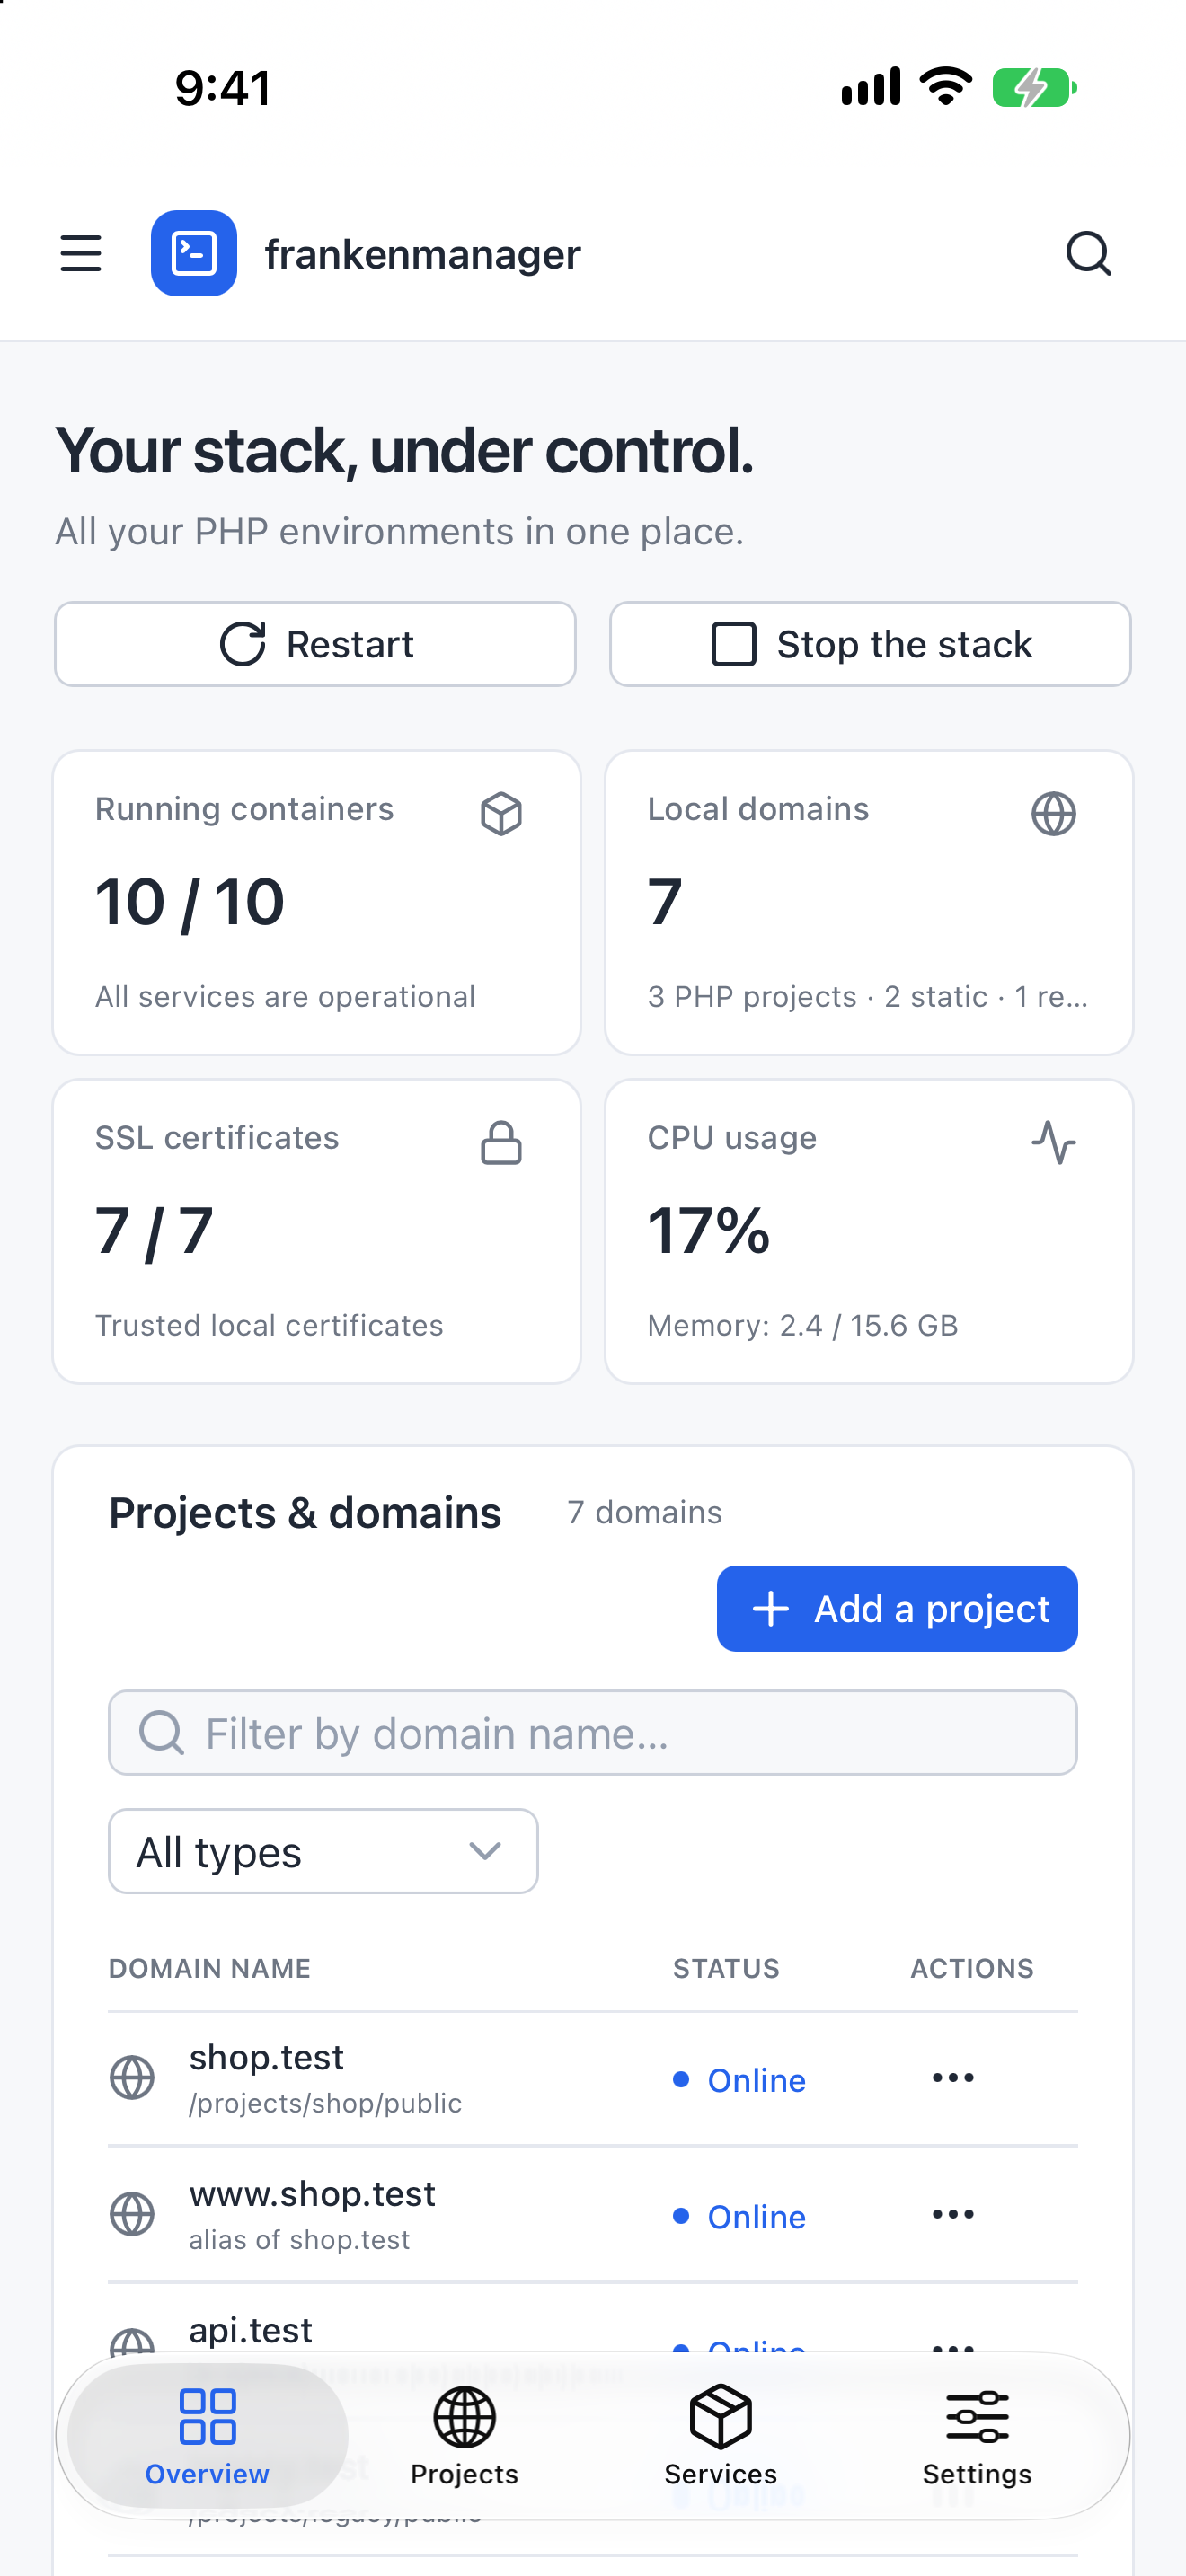 9:41
frankenmanager
Your stack, under control.
All your PHP environments in one place.
Restart
Stop the stack
Running containers
10 / 10
All services are operational
Local domains
7
3 PHP projects · 2 static · 1 re...
SSL certificates
7 / 7
Trusted local certificates
CPU usage
17%
Memory: 2.4 / 15.6 GB
Projects & domains
7 domains
Add a project
Filter by domain name...
All types
DOMAIN NAME
STATUS
ACTIONS
shop.test
/projects/shop/public
Online
www.shop.test
alias of shop.test
Online
api.test
Online
Overview
Projects
Services
Settings